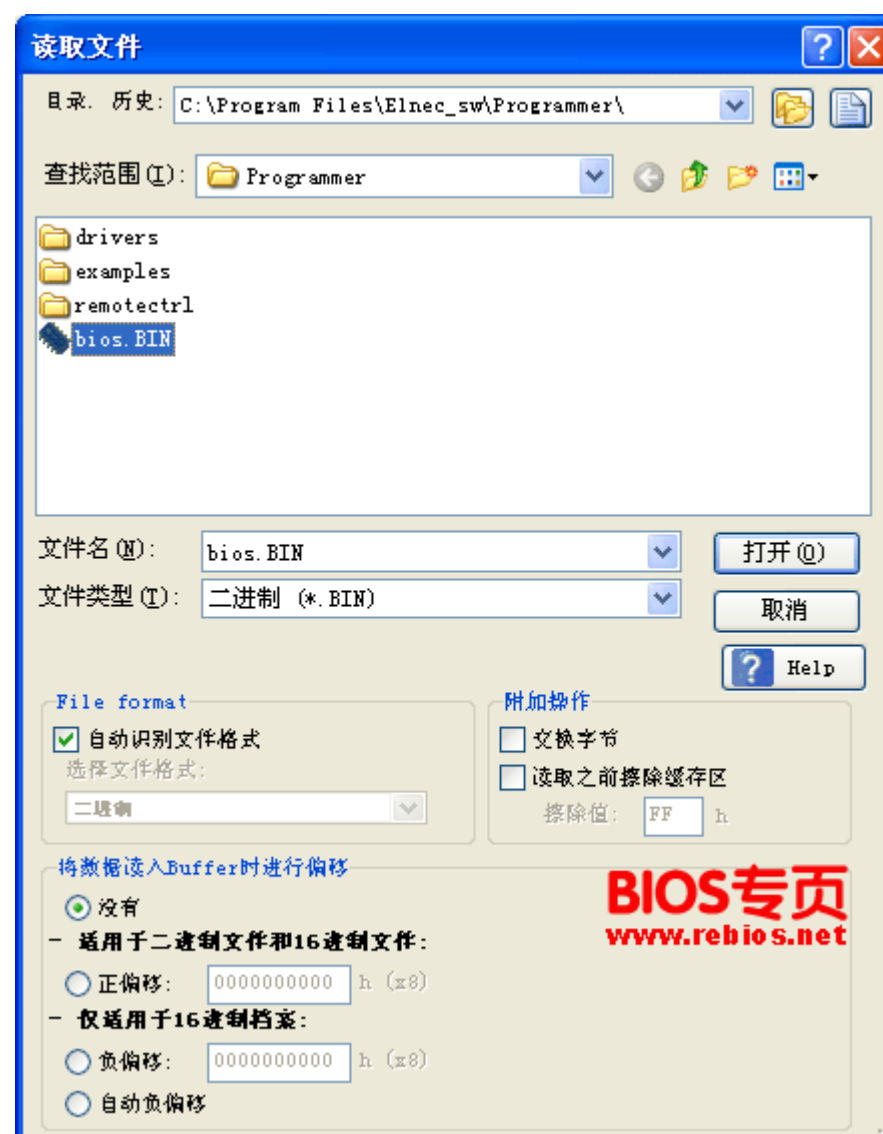 读取文件
目录. 历史: C:\Program Files\Elnec_sw\Programmer\
查找范围(I): Programmer
drivers
examples
remotectrl
bios.BIN
文件名(N): bios.BIN 打开(O)
文件类型(T): 二进制 (*.BIN) 取消
Help
File format 附加操作
自动识别文件格式 交换字节
选择文件格式: 读取之前擦除缓存区
二进制 擦除值: FF h
将数据读入Buffer时进行偏移
没有 BIOS专页
- 适用于二进制文件和16进制文件: www.rebios.net
正偏移: 0000000000 h (x8)
- 仅适用于16进制档案:
负偏移: 0000000000 h (x8)
自动负偏移